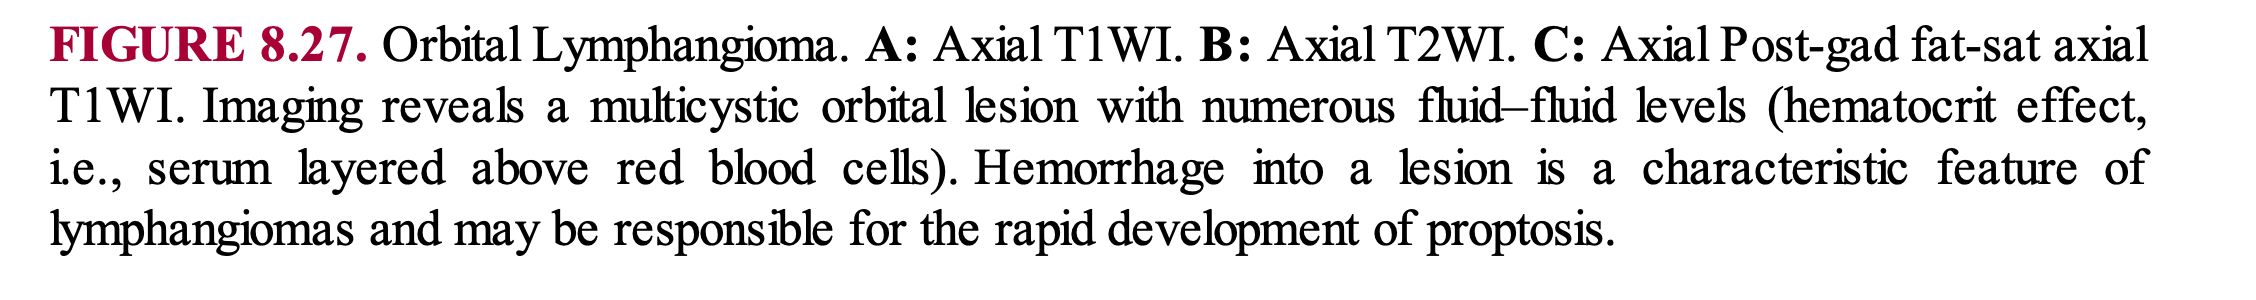 FIGURE 8.27. Orbital Lymphangioma. A: Axial T1WI. B: Axial T2WI. C: Axial Post-gad fat-sat axial
T1WI. Imaging reveals a multicystic orbital lesion with numerous fluid–fluid levels (hematocrit effect,
i.e., serum layered above red blood cells). Hemorrhage into a lesion is a characteristic feature of
lymphangiomas and may be responsible for the rapid development of proptosis.